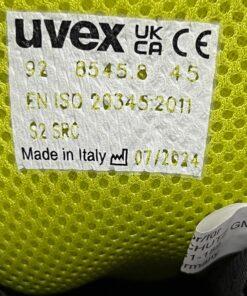 uvex UK CA CE
92 8545.8 45
EN ISO 20345:2011
S2 SRC
Made in Italy 07/2024